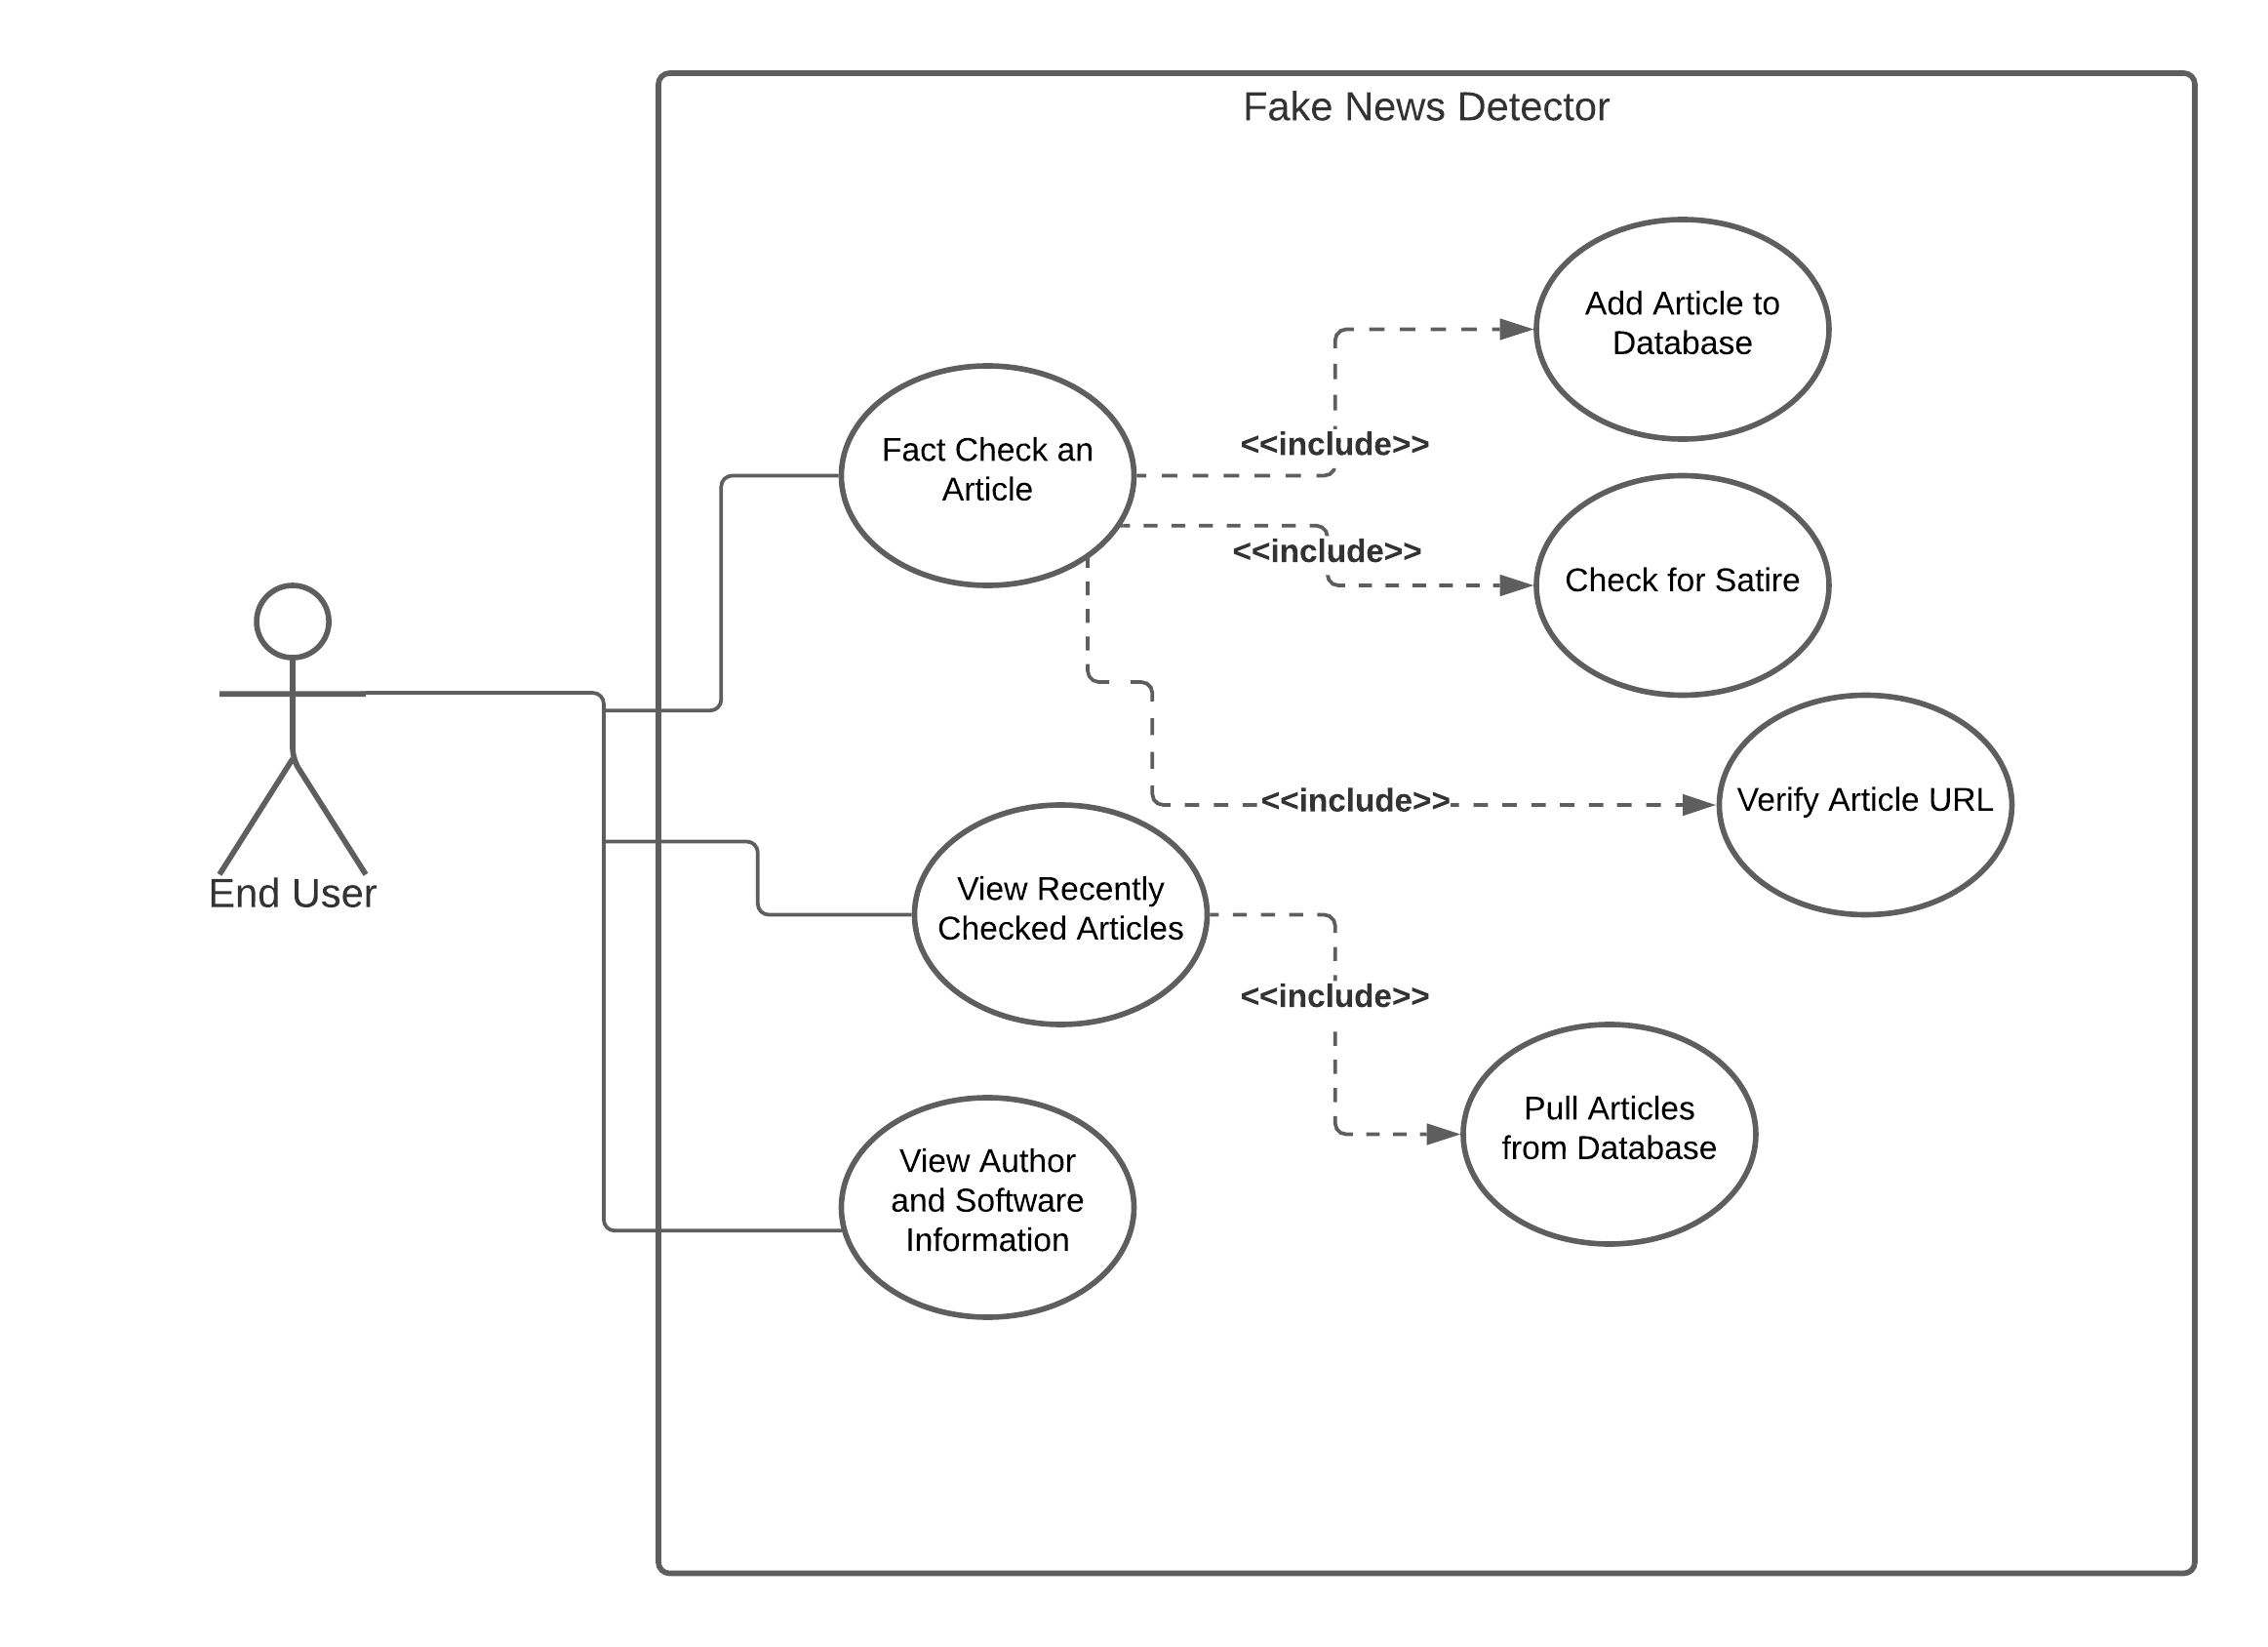 Fake News Detector
Add Article to
Database
Fact Check an
Article
<<include>>
<<include>>
Check for Satire
<<include>>
Verify Article URL
End User
View Recently
Checked Articles
<<include>>
Pull Articles
from Database
View Author
and Software
Information